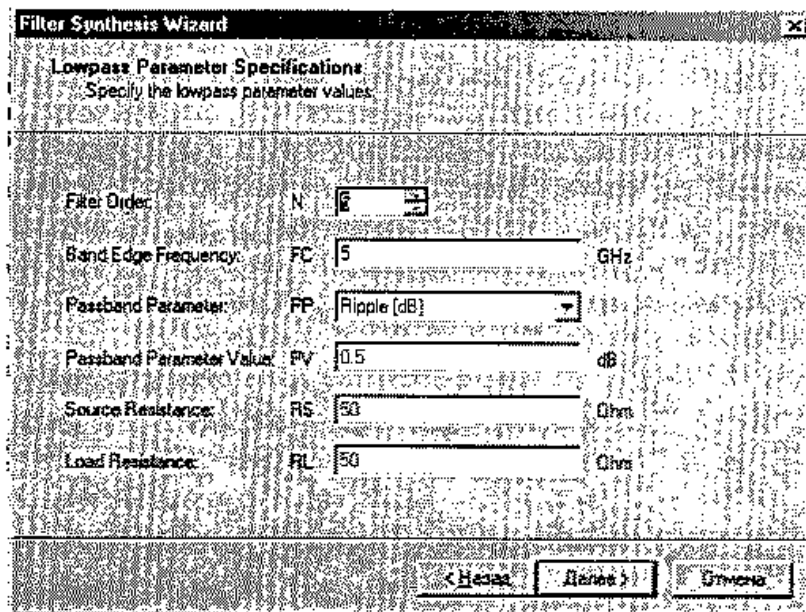 Filter Synthesis Wizard
Lowpass Parameter Specifications
Specify the lowpass parameter values.
Filter Order: N
Band Edge Frequency: FC 5 GHz
Passband Parameter: PP Ripple [dB]
Passband Parameter Value: PV 0.5 dB
Source Resistance: RS 50 Ohm
Load Resistance: RL 50 Ohm
< Назад Далее > Отмена